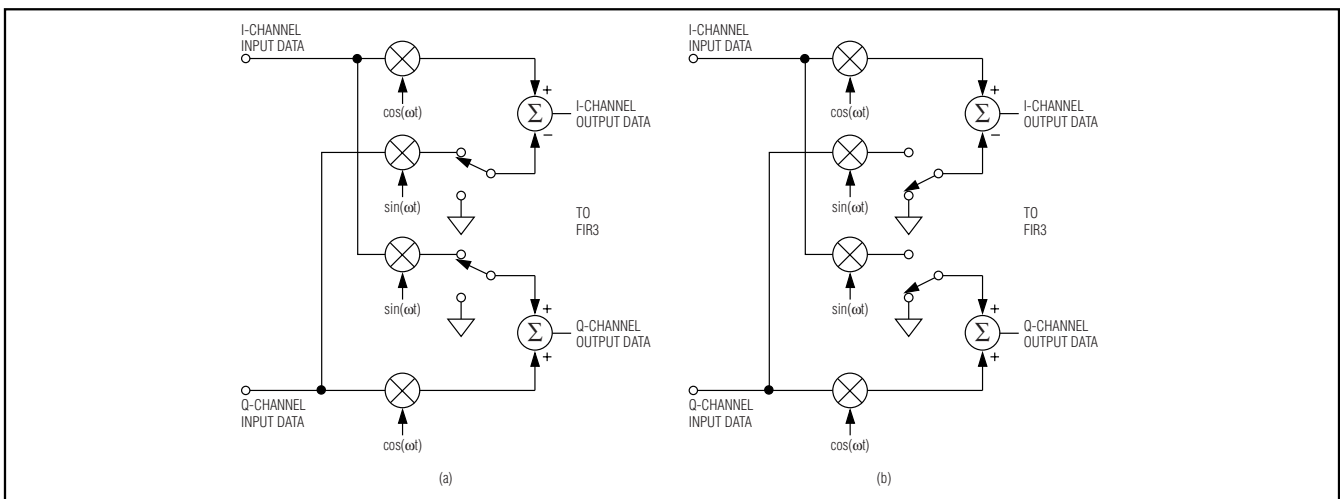 I-CHANNEL
INPUT DATA
cos(ωt)
+
Σ
−
I-CHANNEL
OUTPUT DATA
sin(ωt)
TO
FIR3
sin(ωt)
+
Σ
+
Q-CHANNEL
OUTPUT DATA
Q-CHANNEL
INPUT DATA
cos(ωt)
(a)
I-CHANNEL
INPUT DATA
cos(ωt)
+
Σ
−
I-CHANNEL
OUTPUT DATA
sin(ωt)
TO
FIR3
sin(ωt)
+
Σ
+
Q-CHANNEL
OUTPUT DATA
Q-CHANNEL
INPUT DATA
cos(ωt)
(b)